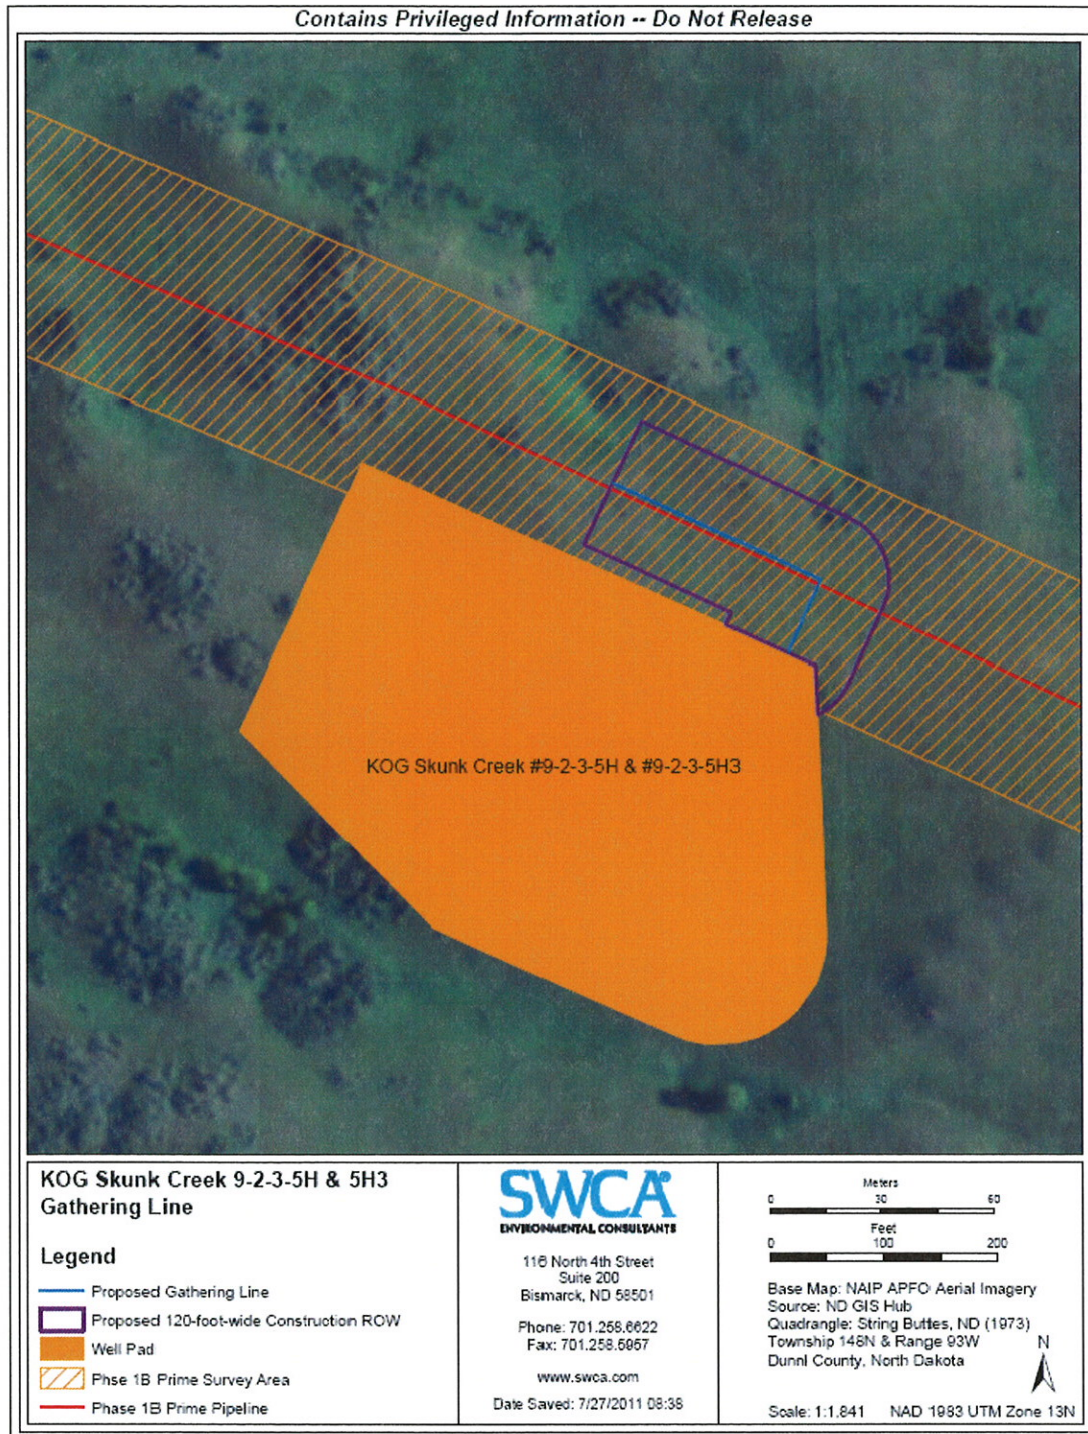 Contains Privileged Information -- Do Not Release
KOG Skunk Creek #9-2-3-5H & #9-2-3-5H3
KOG Skunk Creek 9-2-3-5H & 5H3
Gathering Line
Legend
Proposed Gathering Line
Proposed 120-foot-wide Construction ROW
Well Pad
Phse 1B Prime Survey Area
Phase 1B Prime Pipeline
SWCA
ENVIRONMENTAL CONSULTANTS
116 North 4th Street
Suite 200
Bismarck, ND 58501
Phone: 701.258.6622
Fax: 701.258.5957
www.swca.com
Date Saved: 7/27/2011 08:38
Meters
0 30 60
Feet
0 100 200
Base Map: NAIP APFO Aerial Imagery
Source: ND GIS Hub
Quadrangle: String Buttes, ND (1973)
Township 148N & Range 93W
Dunn County, North Dakota
N
Scale: 1:1,841 NAD 1983 UTM Zone 13N